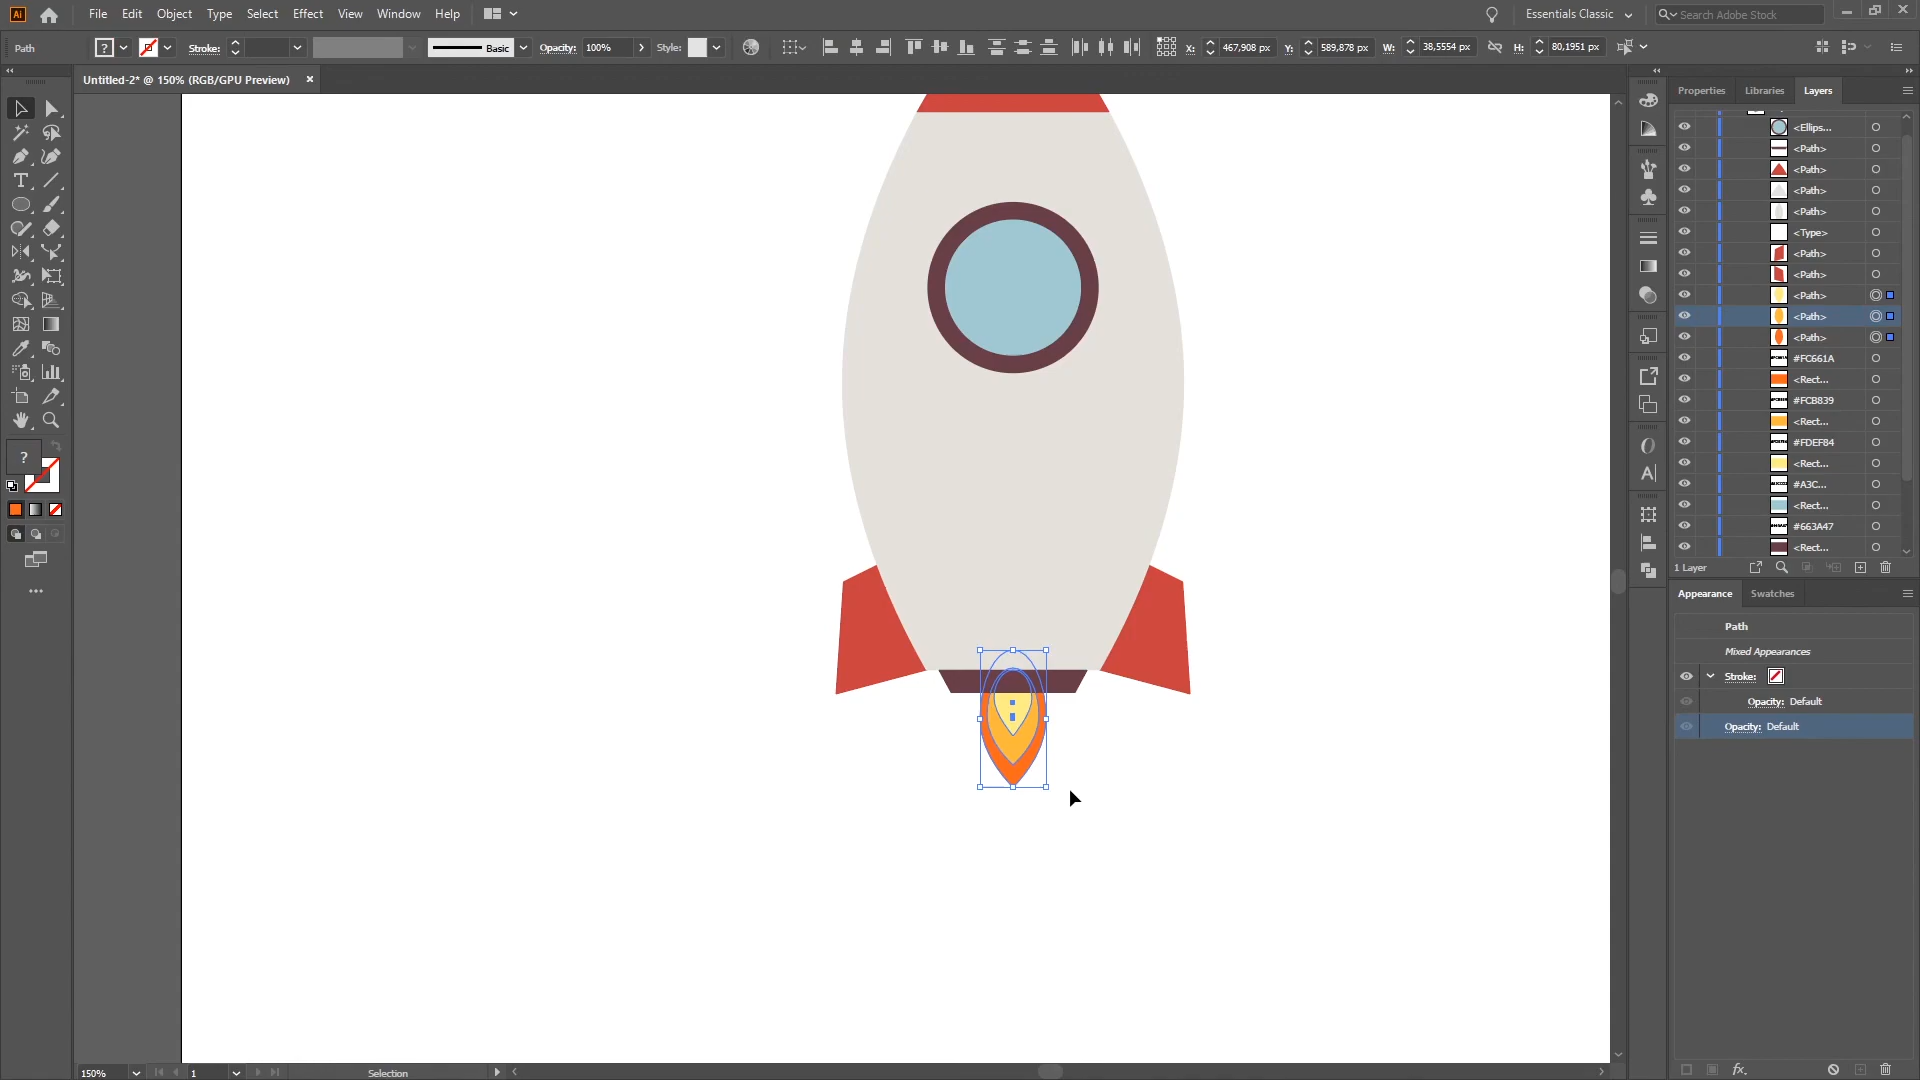 Ai File Edit Object Type Select Effect View Window Help Essentials Classic Search Adobe Stock
Path ? Stroke: Basic Opacity: 100% Style: X: 467,908 px Y: 589,878 px W: 38,5554 px H: 80,1951 px
Untitled-2* @ 150% (RGB/GPU Preview) ×
Properties Libraries Layers
<Ellips...
<Path>
<Path>
<Path>
<Path>
<Type>
<Path>
<Path>
<Path>
<Path>
<Path>
#FC661A
<Rect...
#FCB839
<Rect...
#FDEF84
<Rect...
#A3C...
<Rect...
#663A47
<Rect...
1 Layer
Appearance Swatches
Path
Mixed Appearances
Stroke:
Opacity: Default
Opacity: Default
?
fx.
150% 1 Selection